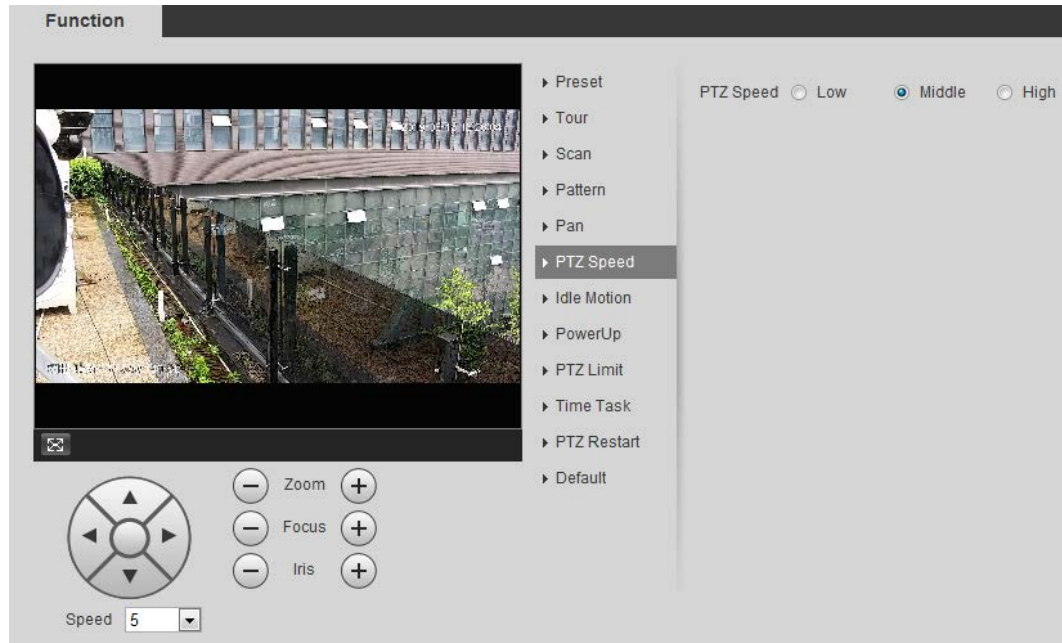 Function
Preset
Tour
Scan
Pattern
Pan
PTZ Speed
Idle Motion
PowerUp
PTZ Limit
Time Task
PTZ Restart
Default
PTZ Speed Low Middle High
Zoom
Focus
Iris
Speed 5